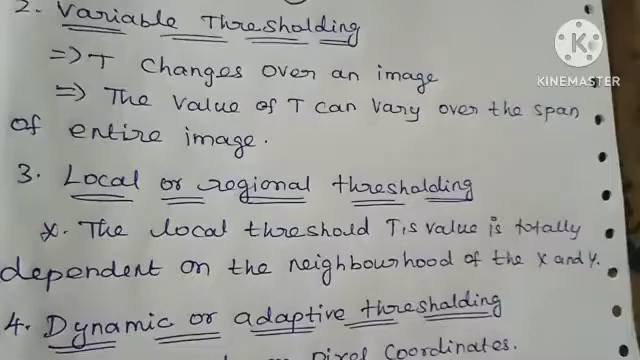 2. Variable Thresholding
=> T Changes over an image
=> The value of T can vary over the span
of entire image.
3. Local or regional thresholding
*. The local threshold T,s value is totally
dependent on the neighbourhood of the x and y.
4. Dynamic or adaptive thresholding
Pixel Coordinates.
K
KINEMASTER